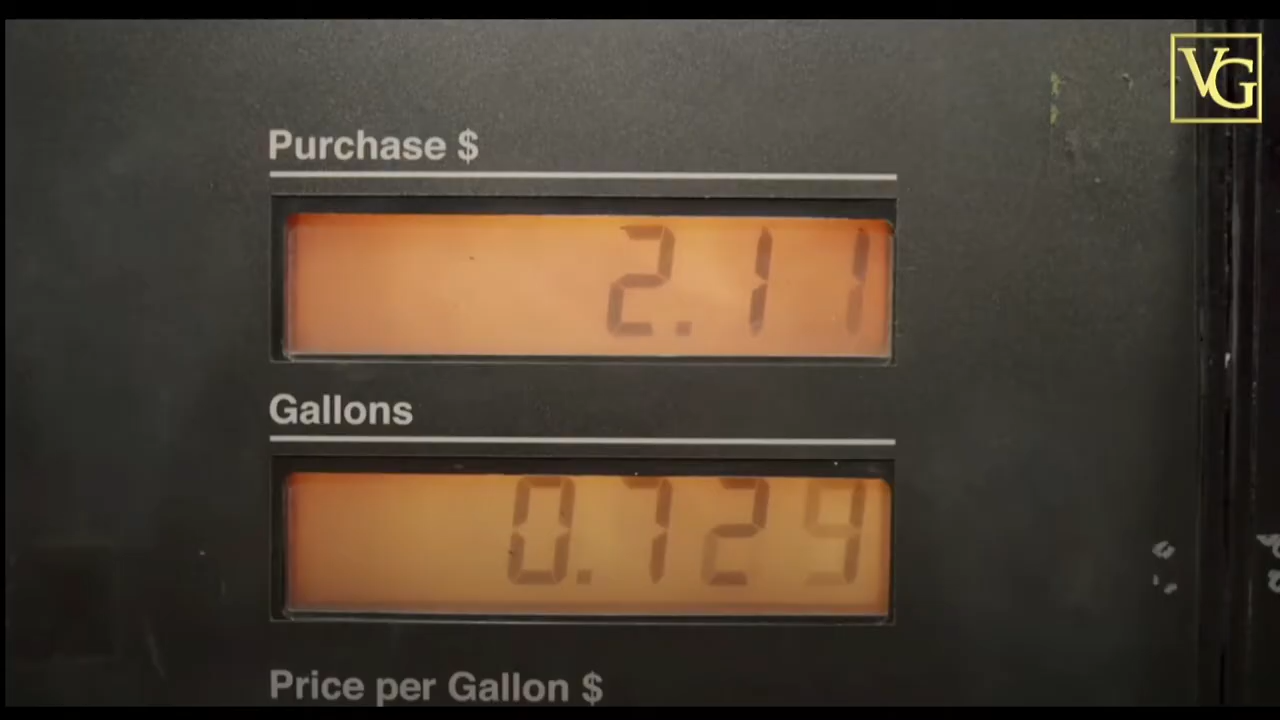 VG
Purchase $
2.11
Gallons
0.729
Price per Gallon $